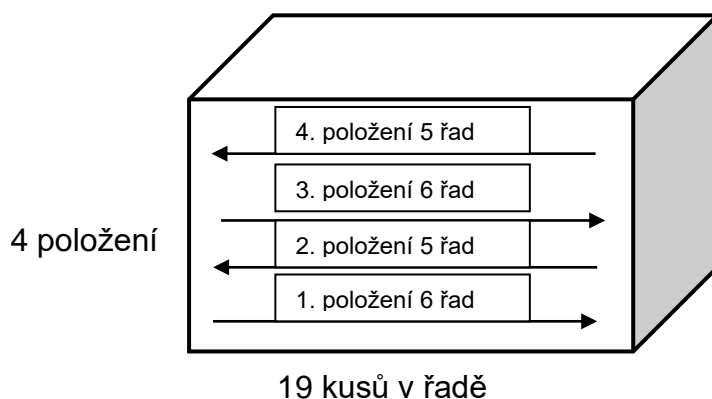 4. položení 5 řad
3. položení 6 řad
4 položení
2. položení 5 řad
1. položení 6 řad
19 kusů v řadě